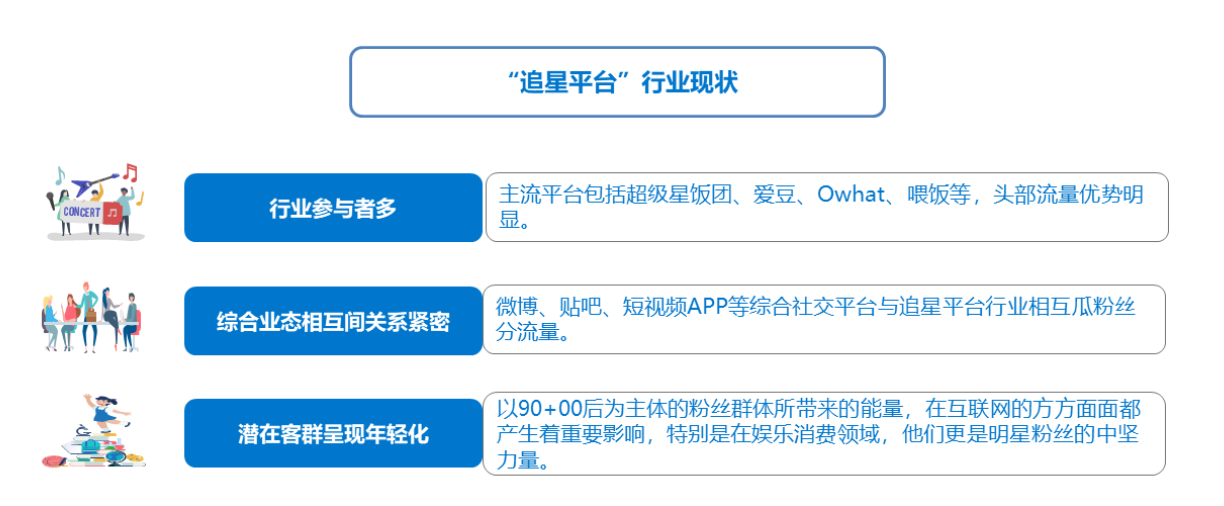 “追星平台”行业现状
CONCERT
行业参与者多
主流平台包括超级星饭团、爱豆、Owhat、喂饭等，头部流量优势明
显。
综合业态相互间关系紧密
微博、贴吧、短视频APP等综合社交平台与追星平台行业相互瓜粉丝
分流量。
潜在客群呈现年轻化
以90+00后为主体的粉丝群体所带来的能量，在互联网的方方面面都
产生着重要影响，特别是在娱乐消费领域，他们更是明星粉丝的中坚
力量。